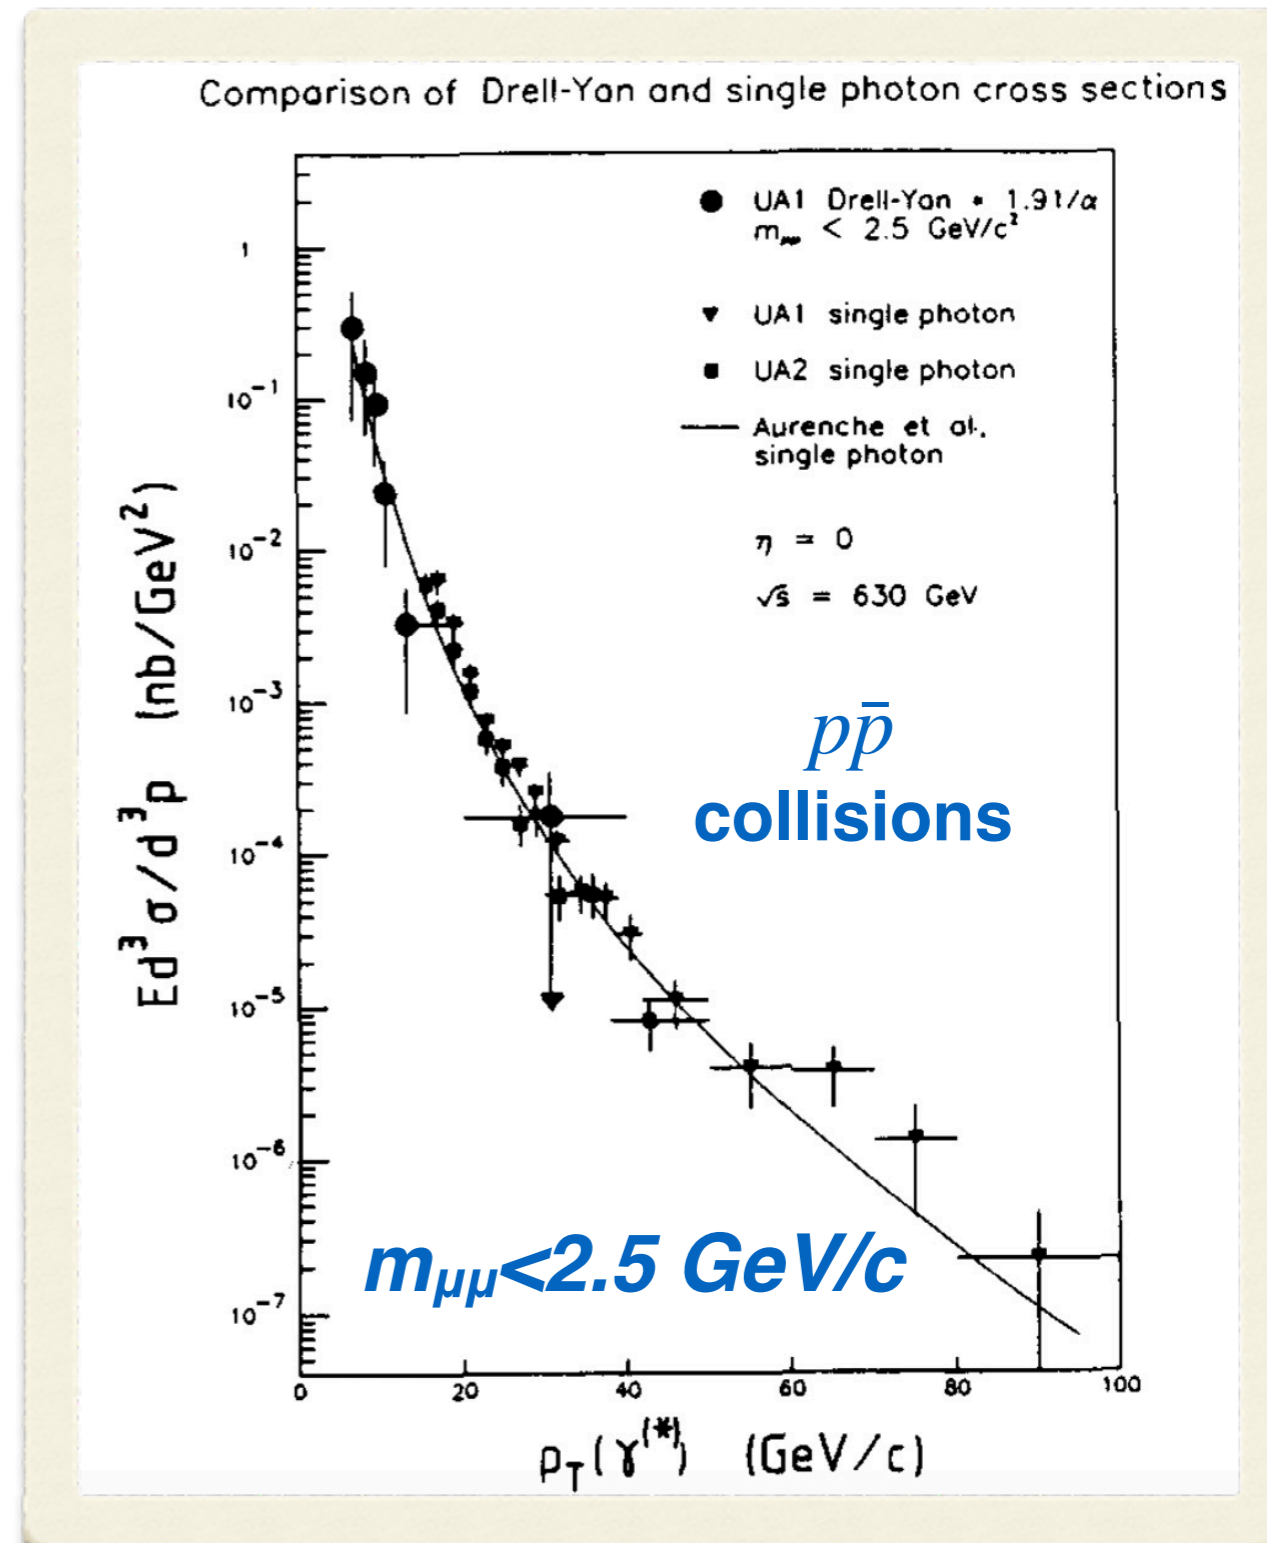 Comparison of Drell-Yan and single photon cross sections
UA1 Drell-Yan * 1.91/α
mμμ < 2.5 GeV/c²
UA1 single photon
UA2 single photon
Aurenche et al.
single photon
η = 0
√s = 630 GeV
pp̄
collisions
mμμ<2.5 GeV/c
Ed³σ/d³p (nb/GeV²)
1
10⁻¹
10⁻²
10⁻³
10⁻⁴
10⁻⁵
10⁻⁶
10⁻⁷
0 20 40 60 80 100
pT(γ(*)) (GeV/c)